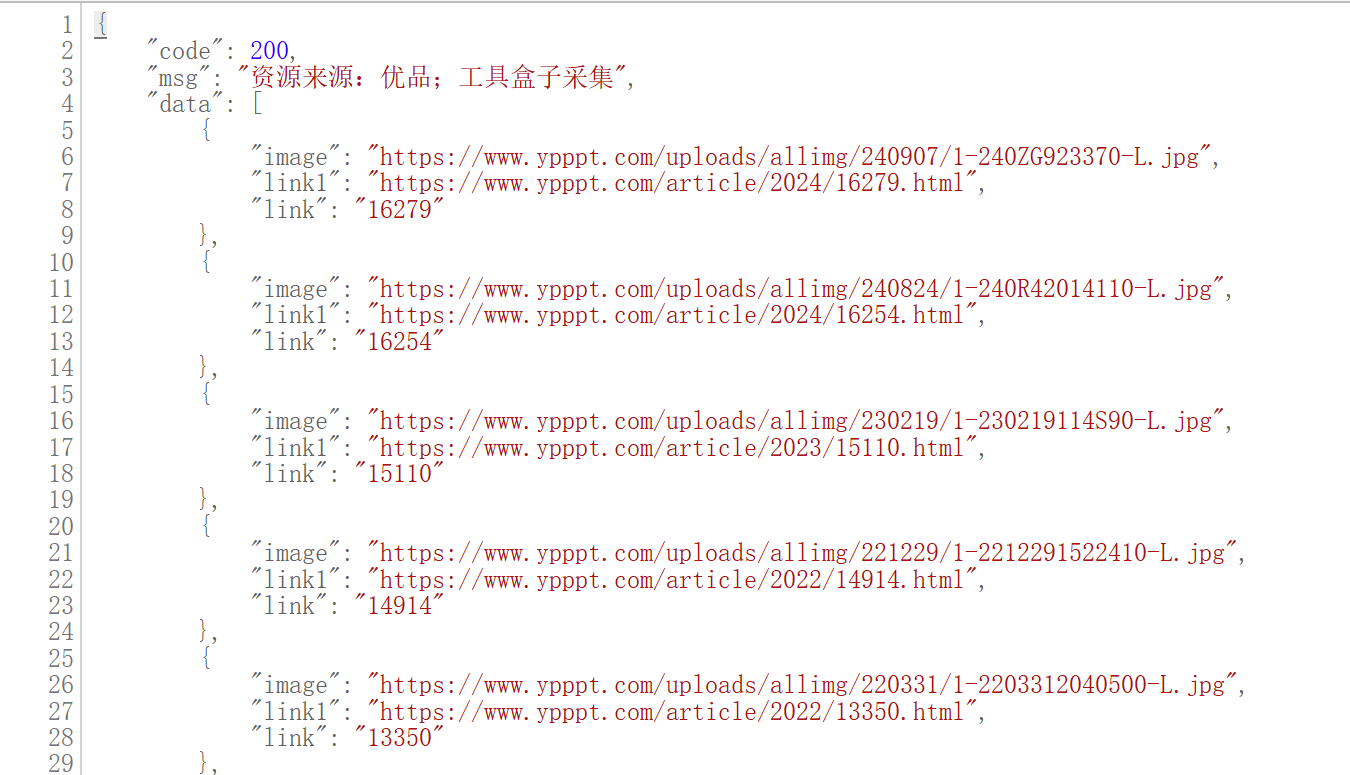 1 {
2     "code": 200,
3     "msg": "资源来源：优品；工具盒子采集",
4     "data": [
5         {
6             "image": "https://www.ypppt.com/uploads/allimg/240907/1-240ZG923370-L.jpg",
7             "link1": "https://www.ypppt.com/article/2024/16279.html",
8             "link": "16279"
9         },
10         {
11             "image": "https://www.ypppt.com/uploads/allimg/240824/1-240R42014110-L.jpg",
12             "link1": "https://www.ypppt.com/article/2024/16254.html",
13             "link": "16254"
14         },
15         {
16             "image": "https://www.ypppt.com/uploads/allimg/230219/1-230219114S90-L.jpg",
17             "link1": "https://www.ypppt.com/article/2023/15110.html",
18             "link": "15110"
19         },
20         {
21             "image": "https://www.ypppt.com/uploads/allimg/221229/1-2212291522410-L.jpg",
22             "link1": "https://www.ypppt.com/article/2022/14914.html",
23             "link": "14914"
24         },
25         {
26             "image": "https://www.ypppt.com/uploads/allimg/220331/1-2203312040500-L.jpg",
27             "link1": "https://www.ypppt.com/article/2022/13350.html",
28             "link": "13350"
29         },